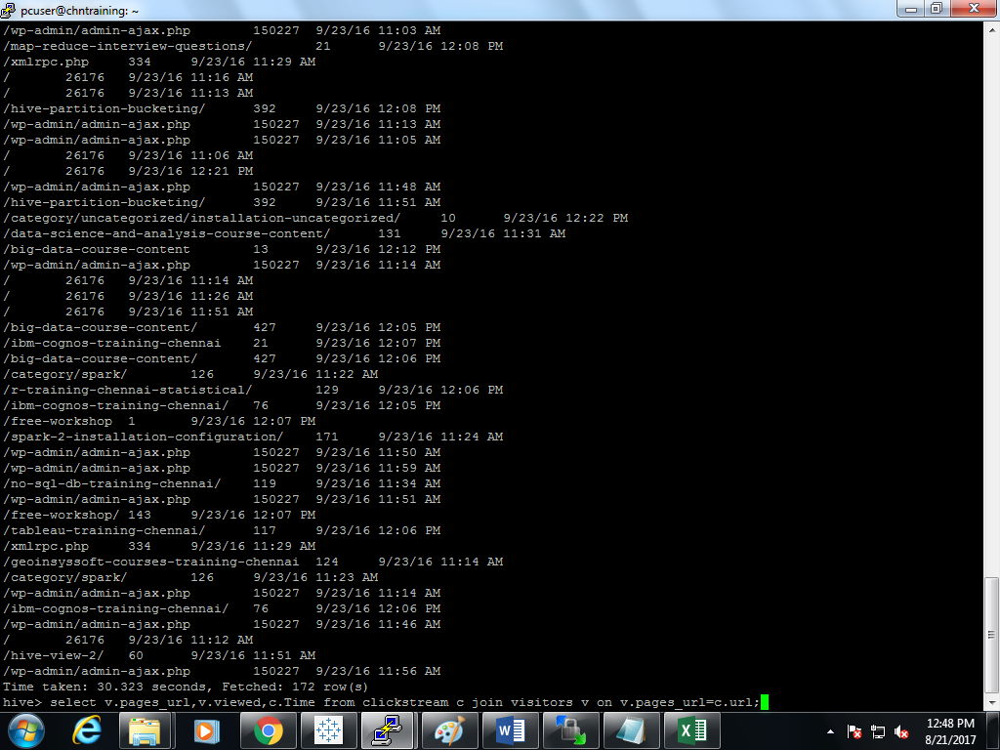 pcuser@chntraining: ~
/wp-admin/admin-ajax.php 150227 9/23/16 11:03 AM
/map-reduce-interview-questions/ 21 9/23/16 12:08 PM
/xmlrpc.php 334 9/23/16 11:29 AM
/ 26176 9/23/16 11:16 AM
/ 26176 9/23/16 11:13 AM
/hive-partition-bucketing/ 392 9/23/16 12:08 PM
/wp-admin/admin-ajax.php 150227 9/23/16 11:13 AM
/wp-admin/admin-ajax.php 150227 9/23/16 11:05 AM
/ 26176 9/23/16 11:06 AM
/ 26176 9/23/16 12:21 PM
/wp-admin/admin-ajax.php 150227 9/23/16 11:48 AM
/hive-partition-bucketing/ 392 9/23/16 11:51 AM
/category/uncategorized/installation-uncategorized/ 10 9/23/16 12:22 PM
/data-science-and-analysis-course-content/ 131 9/23/16 11:31 AM
/big-data-course-content 13 9/23/16 12:12 PM
/wp-admin/admin-ajax.php 150227 9/23/16 11:14 AM
/ 26176 9/23/16 11:14 AM
/ 26176 9/23/16 11:26 AM
/ 26176 9/23/16 11:51 AM
/big-data-course-content/ 427 9/23/16 12:05 PM
/ibm-cognos-training-chennai 21 9/23/16 12:07 PM
/big-data-course-content/ 427 9/23/16 12:06 PM
/category/spark/ 126 9/23/16 11:22 AM
/r-training-chennai-statistical/ 129 9/23/16 12:06 PM
/ibm-cognos-training-chennai/ 76 9/23/16 12:05 PM
/free-workshop 1 9/23/16 12:07 PM
/spark-2-installation-configuration/ 171 9/23/16 11:24 AM
/wp-admin/admin-ajax.php 150227 9/23/16 11:50 AM
/wp-admin/admin-ajax.php 150227 9/23/16 11:59 AM
/no-sql-db-training-chennai/ 119 9/23/16 11:34 AM
/wp-admin/admin-ajax.php 150227 9/23/16 11:51 AM
/free-workshop/ 143 9/23/16 12:07 PM
/tableau-training-chennai/ 117 9/23/16 12:06 PM
/xmlrpc.php 334 9/23/16 11:29 AM
/geoinsyssoft-courses-training-chennai 124 9/23/16 11:14 AM
/category/spark/ 126 9/23/16 11:23 AM
/wp-admin/admin-ajax.php 150227 9/23/16 11:14 AM
/ibm-cognos-training-chennai/ 76 9/23/16 12:06 PM
/wp-admin/admin-ajax.php 150227 9/23/16 11:46 AM
/ 26176 9/23/16 11:12 AM
/hive-view-2/ 60 9/23/16 11:51 AM
/wp-admin/admin-ajax.php 150227 9/23/16 11:56 AM
Time taken: 30.323 seconds, Fetched: 172 row(s)
hive> select v.pages_url,v.viewed,c.Time from clickstream c join visitors v on v.pages_url=c.url;
12:48 PM
8/21/2017